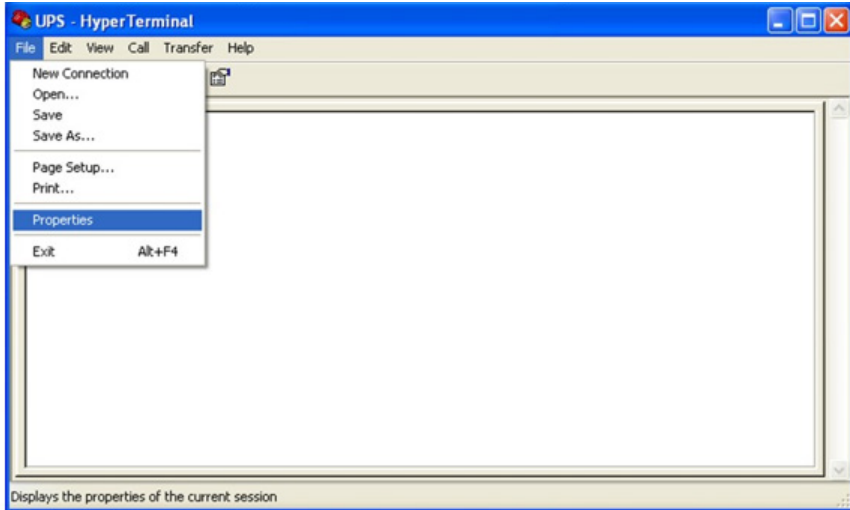 UPS - HyperTerminal
File Edit View Call Transfer Help
New Connection
Open...
Save
Save As...
Page Setup...
Print...
Properties
Exit Alt+F4
Displays the properties of the current session